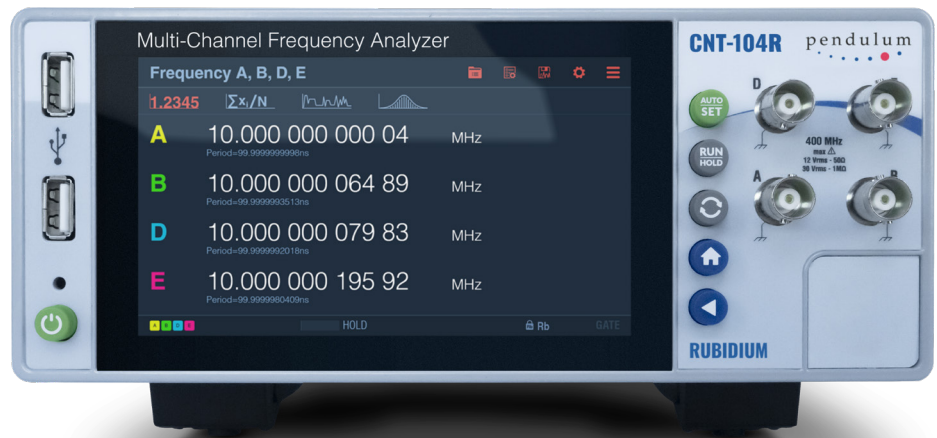 Multi-Channel Frequency Analyzer
CNT-104R
pendulum
Frequency A, B, D, E
1.2345
Σxᵢ/N
A 10.000 000 000 04 MHz
Period=99.9999999998ns
B 10.000 000 064 89 MHz
Period=99.9999993513ns
D 10.000 000 079 83 MHz
Period=99.9999992018ns
E 10.000 000 195 92 MHz
Period=99.9999980409ns
A B D E
HOLD
Rb
GATE
AUTO
SET
RUN
HOLD
D
E
400 MHz
max ⚠
12 Vrms - 50Ω
36 Vrms - 1MΩ
A
B
RUBIDIUM